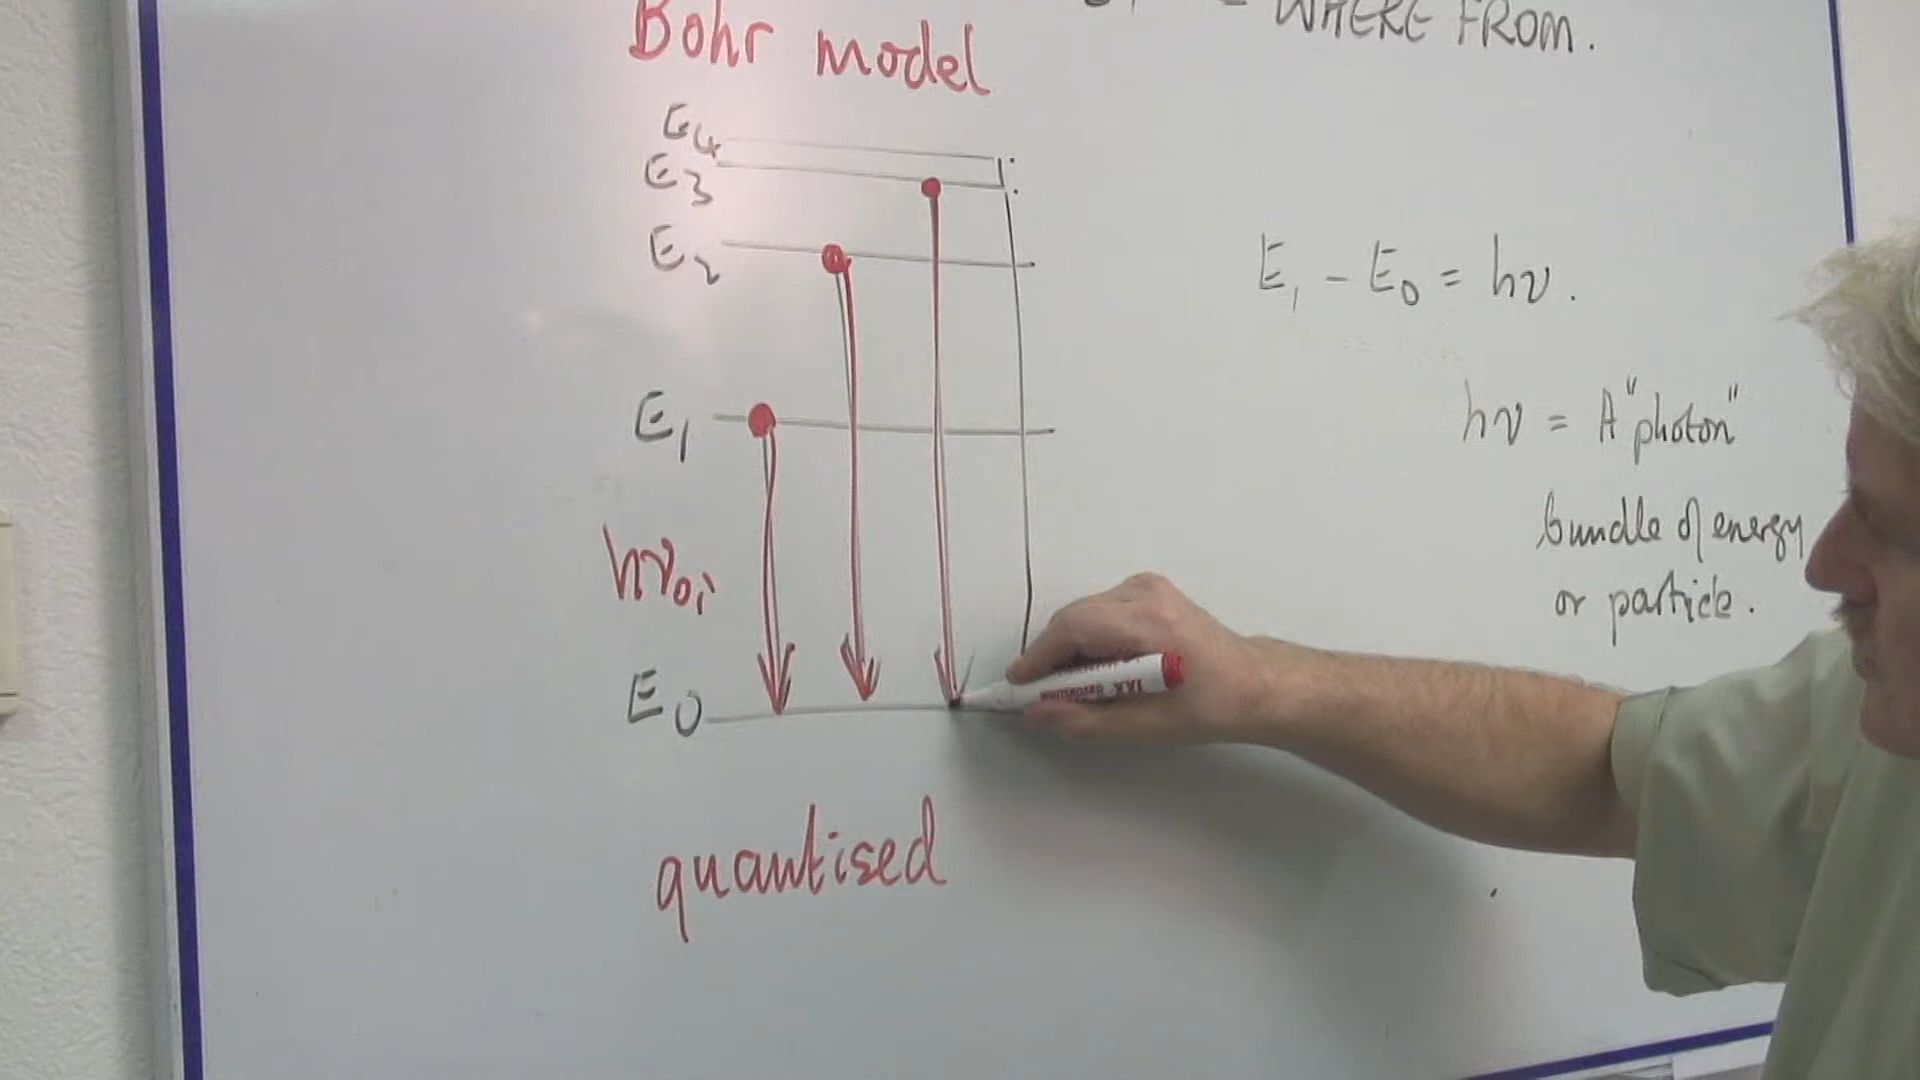 Bohr model
WHERE FROM.
E4
E3
E2
E1
hν01
E0
quantised
E1 - E0 = hν.
hν = A "photon"
bundle of energy
or particle.